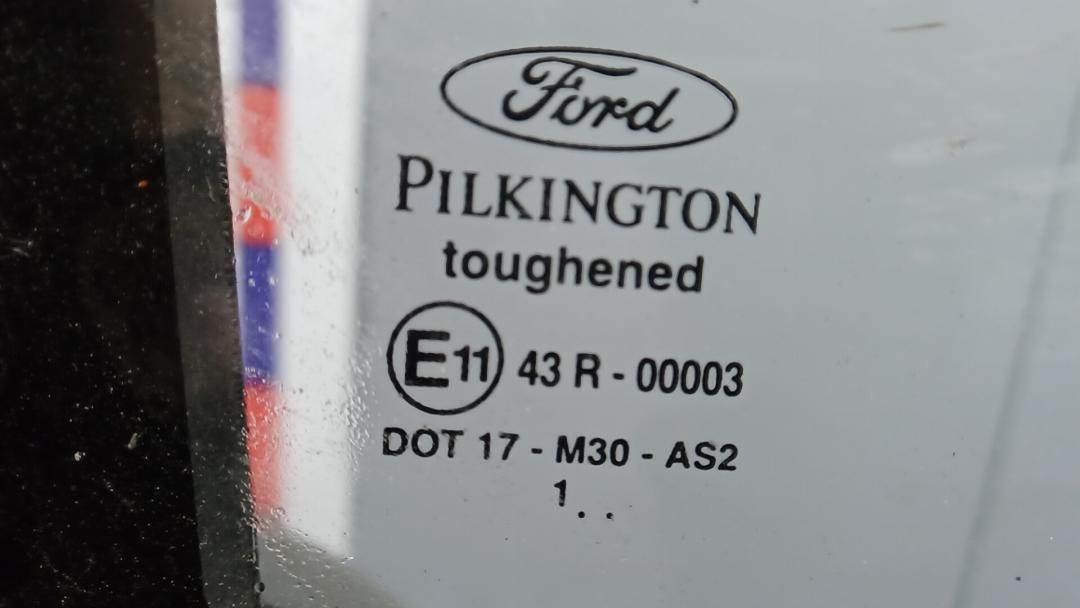 Ford
PILKINGTON
toughened
E11 43 R - 00003
DOT 17 - M30 - AS2
1..